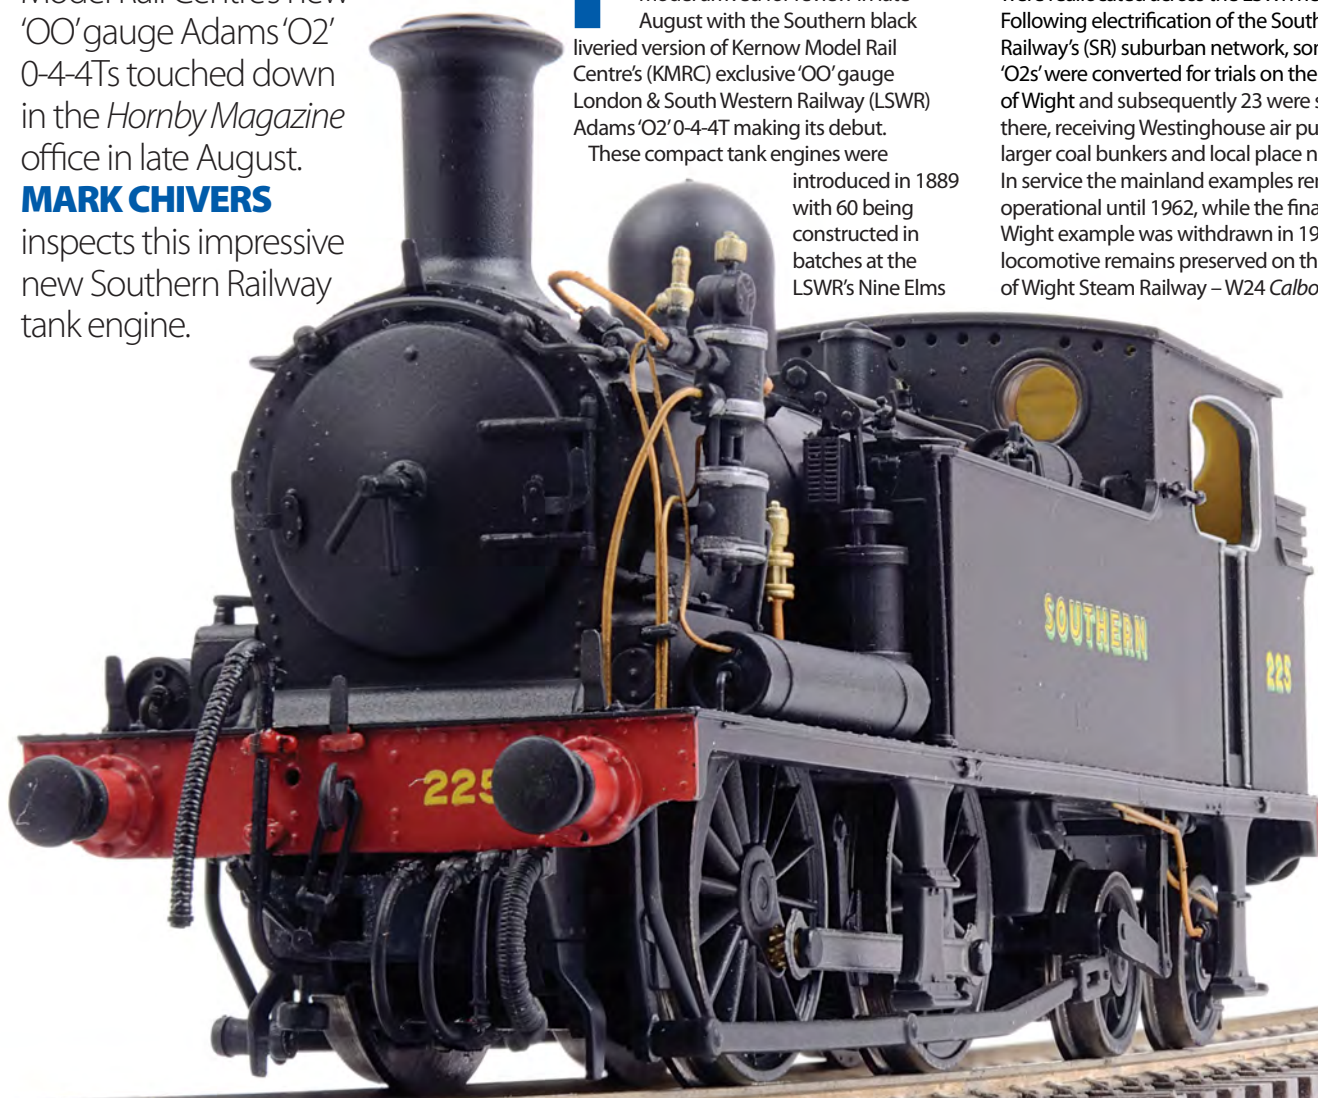 Model Rail Centre's new
'OO' gauge Adams 'O2'
0-4-4Ts touched down
in the Hornby Magazine
office in late August.
MARK CHIVERS
inspects this impressive
new Southern Railway
tank engine.
August with the Southern black
liveried version of Kernow Model Rail
Centre's (KMRC) exclusive 'OO' gauge
London & South Western Railway (LSWR)
Adams 'O2' 0-4-4T making its debut.
These compact tank engines were
introduced in 1889
with 60 being
constructed in
batches at the
LSWR's Nine Elms
Following electrification of the South
Railway's (SR) suburban network, som
'O2s' were converted for trials on the
of Wight and subsequently 23 were s
there, receiving Westinghouse air pu
larger coal bunkers and local place n
In service the mainland examples re
operational until 1962, while the fina
Wight example was withdrawn in 19
locomotive remains preserved on th
of Wight Steam Railway – W24 Calbo
SOUTHERN
225
225